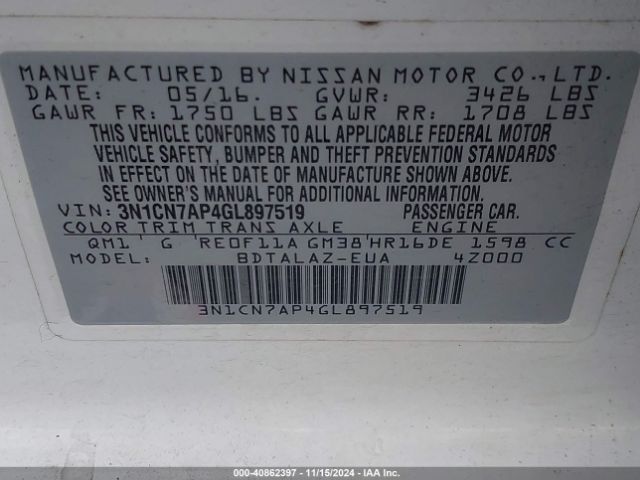 MANUFACTURED BY NISSAN MOTOR CO., LTD.
DATE: 05/16. GVWR: 3426 LBS
GAWR FR: 1750 LBS GAWR RR: 1708 LBS
THIS VEHICLE CONFORMS TO ALL APPLICABLE FEDERAL MOTOR
VEHICLE SAFETY, BUMPER AND THEFT PREVENTION STANDARDS
IN EFFECT ON THE DATE OF MANUFACTURE SHOWN ABOVE.
SEE OWNER'S MANUAL FOR ADDITIONAL INFORMATION.
VIN: 3N1CN7AP4GL897519 PASSENGER CAR.
COLOR TRIM TRANS AXLE ENGINE
QM1' G 'RE0F11A GM38'HR16DE 1598 CC
MODEL: BDTALAZ-EUA 4Z000
3N1CN7AP4GL897519
000-40862397 - 11/15/2024 - IAA Inc.